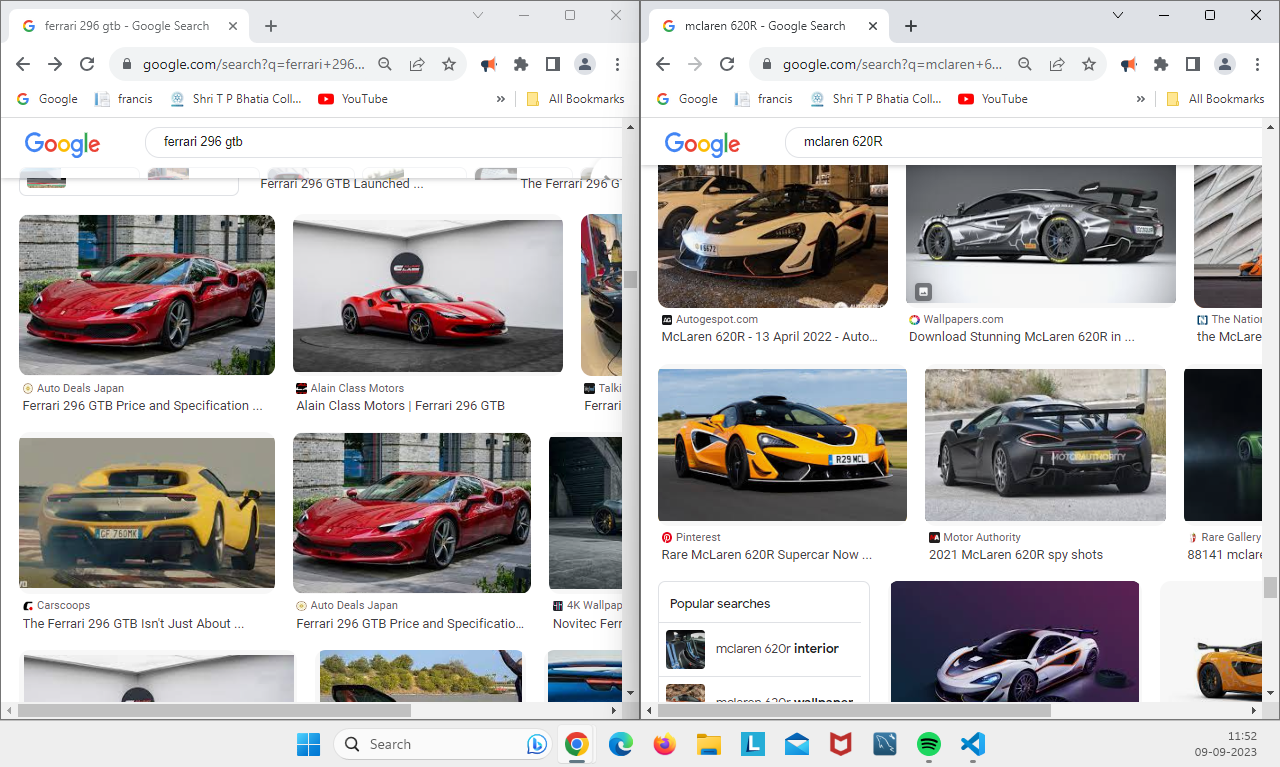 ferrari 296 gtb - Google Search
google.com/search?q=ferrari+296...
Google
francis
Shri T P Bhatia Coll...
YouTube
»
All Bookmarks
Google
ferrari 296 gtb
Ferrari 296 GTB Launched ...
The Ferrari 296 GT
Auto Deals Japan
Ferrari 296 GTB Price and Specification ...
Alain Class Motors
Alain Class Motors | Ferrari 296 GTB
Talki
Ferrari
GF 760MK
Carscoops
The Ferrari 296 GTB Isn't Just About ...
Auto Deals Japan
Ferrari 296 GTB Price and Specificatio...
4K Wallpap
Novitec Ferr
mclaren 620R - Google Search
google.com/search?q=mclaren+6...
Google
francis
Shri T P Bhatia Coll...
YouTube
»
All Bookmarks
Google
mclaren 620R
Autogespot.com
McLaren 620R - 13 April 2022 - Auto...
Wallpapers.com
Download Stunning McLaren 620R in ...
The Nation
the McLare
R29 MCL
MOTORAUTHORITY
Pinterest
Rare McLaren 620R Supercar Now ...
Motor Authority
2021 McLaren 620R spy shots
Rare Gallery
88141 mclare
Popular searches
mclaren 620r interior
mclaren 620r wallpaper
Search
11:52
09-09-2023